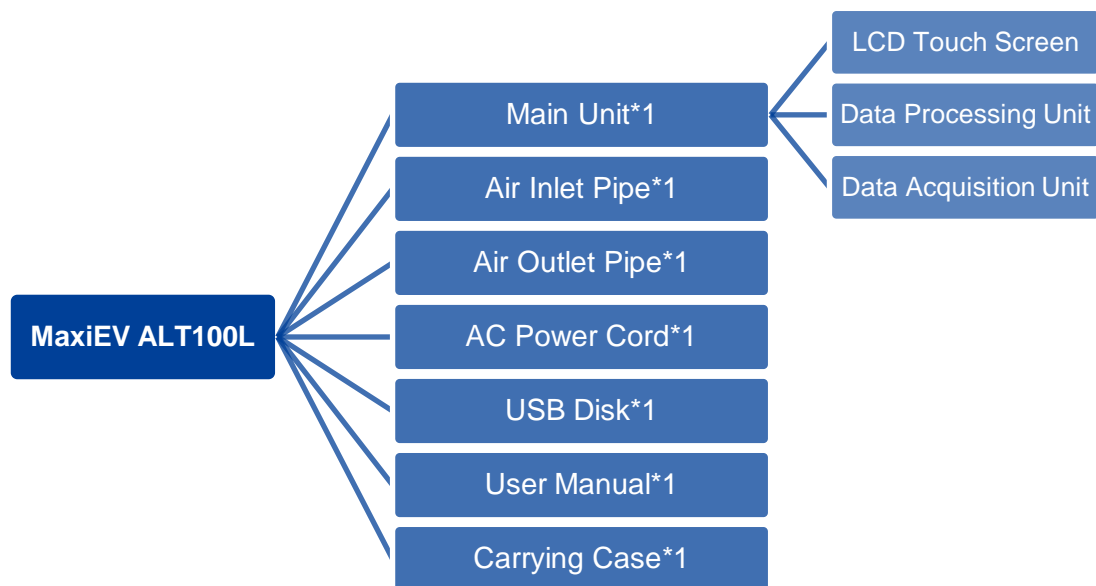 MaxiEV ALT100L
Main Unit*1
Air Inlet Pipe*1
Air Outlet Pipe*1
AC Power Cord*1
USB Disk*1
User Manual*1
Carrying Case*1
LCD Touch Screen
Data Processing Unit
Data Acquisition Unit